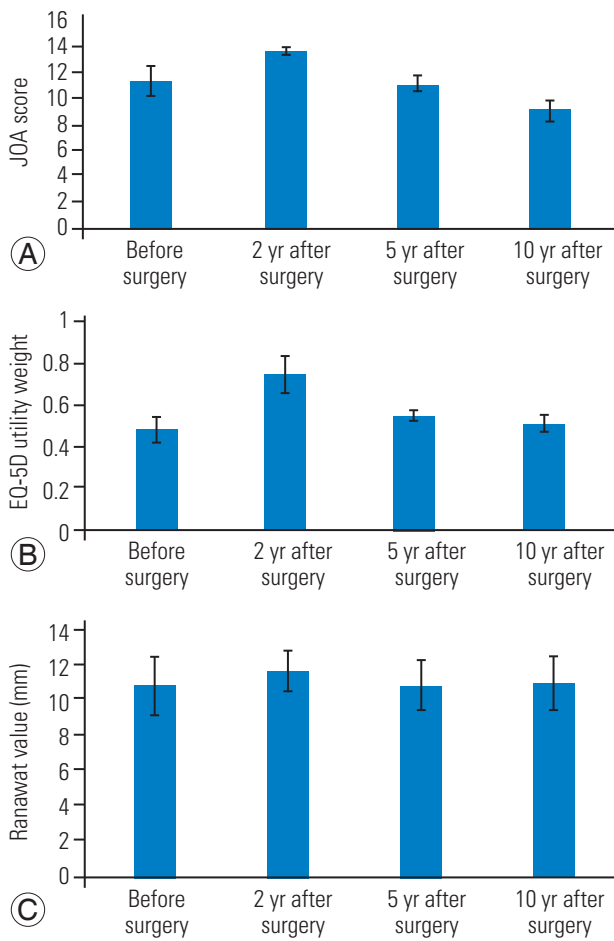 JOA score
16
14
12
10
8
6
4
2
0
Before
surgery
2 yr after
surgery
5 yr after
surgery
10 yr after
surgery
A
EQ-5D utility weight
1
0.8
0.6
0.4
0.2
0
Before
surgery
2 yr after
surgery
5 yr after
surgery
10 yr after
surgery
B
Ranawat value (mm)
14
12
10
8
6
4
2
0
Before
surgery
2 yr after
surgery
5 yr after
surgery
10 yr after
surgery
C